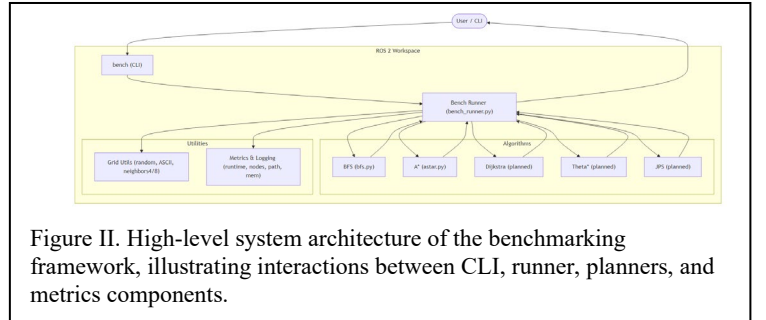 User / CLI
ROS 2 Workspace
bench (CLI)
Bench Runner
(bench_runner.py)
Utilities
Algorithms
Grid Utils (random, ASCII,
neighbors4/8)
Metrics & Logging
(runtime, nodes, path,
mem)
BFS (bfs.py)
A* (astar.py)
Dijkstra (planned)
Theta* (planned)
JPS (planned)
Figure II. High-level system architecture of the benchmarking
framework, illustrating interactions between CLI, runner, planners, and
metrics components.